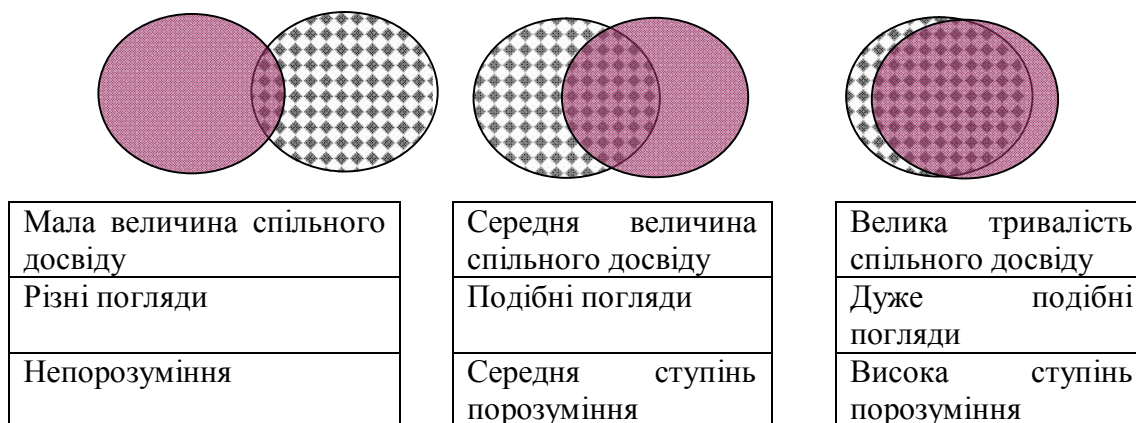 Мала величина спільного
досвіду
Різні погляди
Непорозуміння
Середня величина
спільного досвіду
Подібні погляди
Середня ступінь
порозуміння
Велика тривалість
спільного досвіду
Дуже подібні
погляди
Висока ступінь
порозуміння